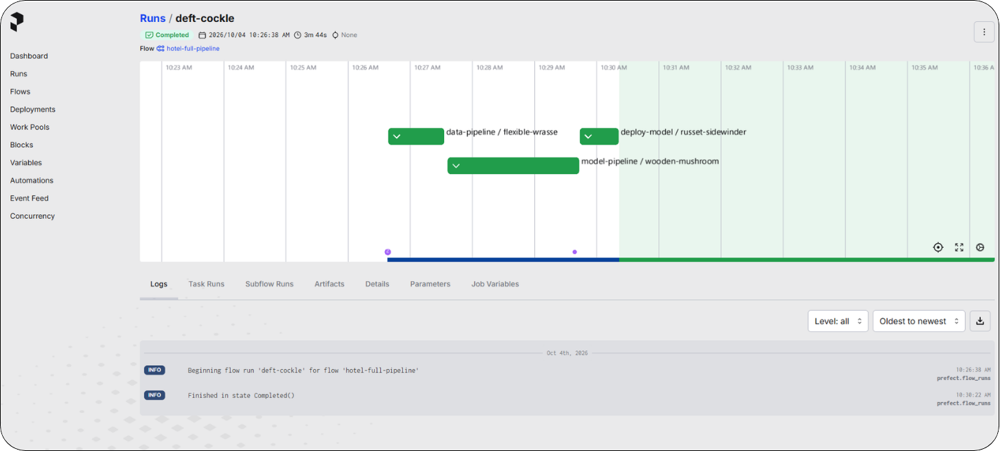 Runs / deft-cockle
Completed 2026/10/04 10:26:38 AM 3m 44s None
Flow hotel-full-pipeline
Dashboard
Runs
Flows
Deployments
Work Pools
Blocks
Variables
Automations
Event Feed
Concurrency
10:23 AM 10:24 AM 10:25 AM 10:26 AM 10:27 AM 10:28 AM 10:29 AM 10:30 AM 10:31 AM 10:32 AM 10:33 AM 10:34 AM 10:35 AM 10:36 A
data-pipeline / flexible-wrasse
deploy-model / russet-sidewinder
model-pipeline / wooden-mushroom
Logs Task Runs Subflow Runs Artifacts Details Parameters Job Variables
Level: all Oldest to newest
Oct 4th, 2026
INFO Beginning flow run 'deft-cockle' for flow 'hotel-full-pipeline' 10:26:38 AM
prefect.flow_runs
INFO Finished in state Completed() 10:30:22 AM
prefect.flow_runs